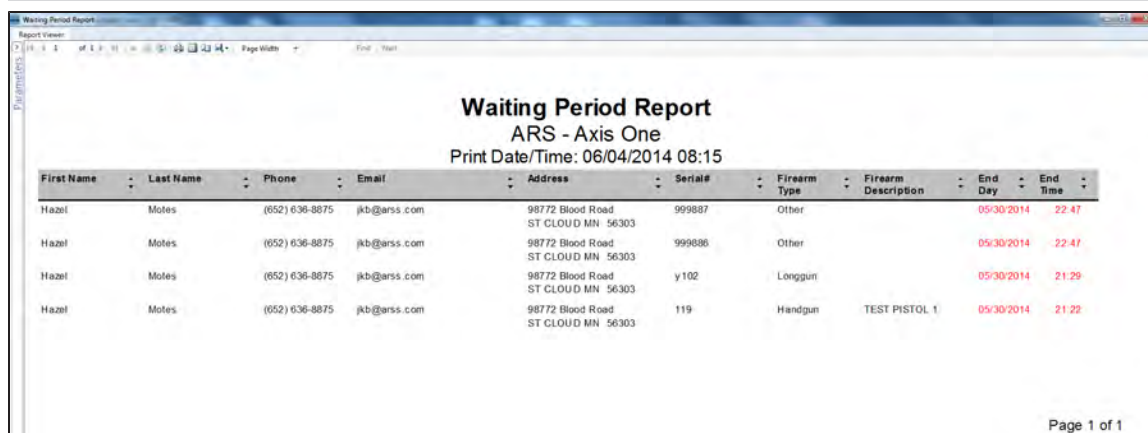 Waiting Period Report
Report Viewer
1 of 1 Page Width Find Next
Parameters
Waiting Period Report
ARS - Axis One
Print Date/Time: 06/04/2014 08:15
First Name Last Name Phone Email Address Serial# Firearm Type Firearm Description End Day End Time
Hazel Motes (652) 636-8875 jkb@arss.com 98772 Blood Road 999887 Other 05/30/2014 22:47
ST CLOUD MN 56303
Hazel Motes (652) 636-8875 jkb@arss.com 98772 Blood Road 999886 Other 05/30/2014 22:47
ST CLOUD MN 56303
Hazel Motes (652) 636-8875 jkb@arss.com 98772 Blood Road y102 Longgun 05/30/2014 21:29
ST CLOUD MN 56303
Hazel Motes (652) 636-8875 jkb@arss.com 98772 Blood Road 119 Handgun TEST PISTOL 1 05/30/2014 21:22
ST CLOUD MN 56303
Page 1 of 1